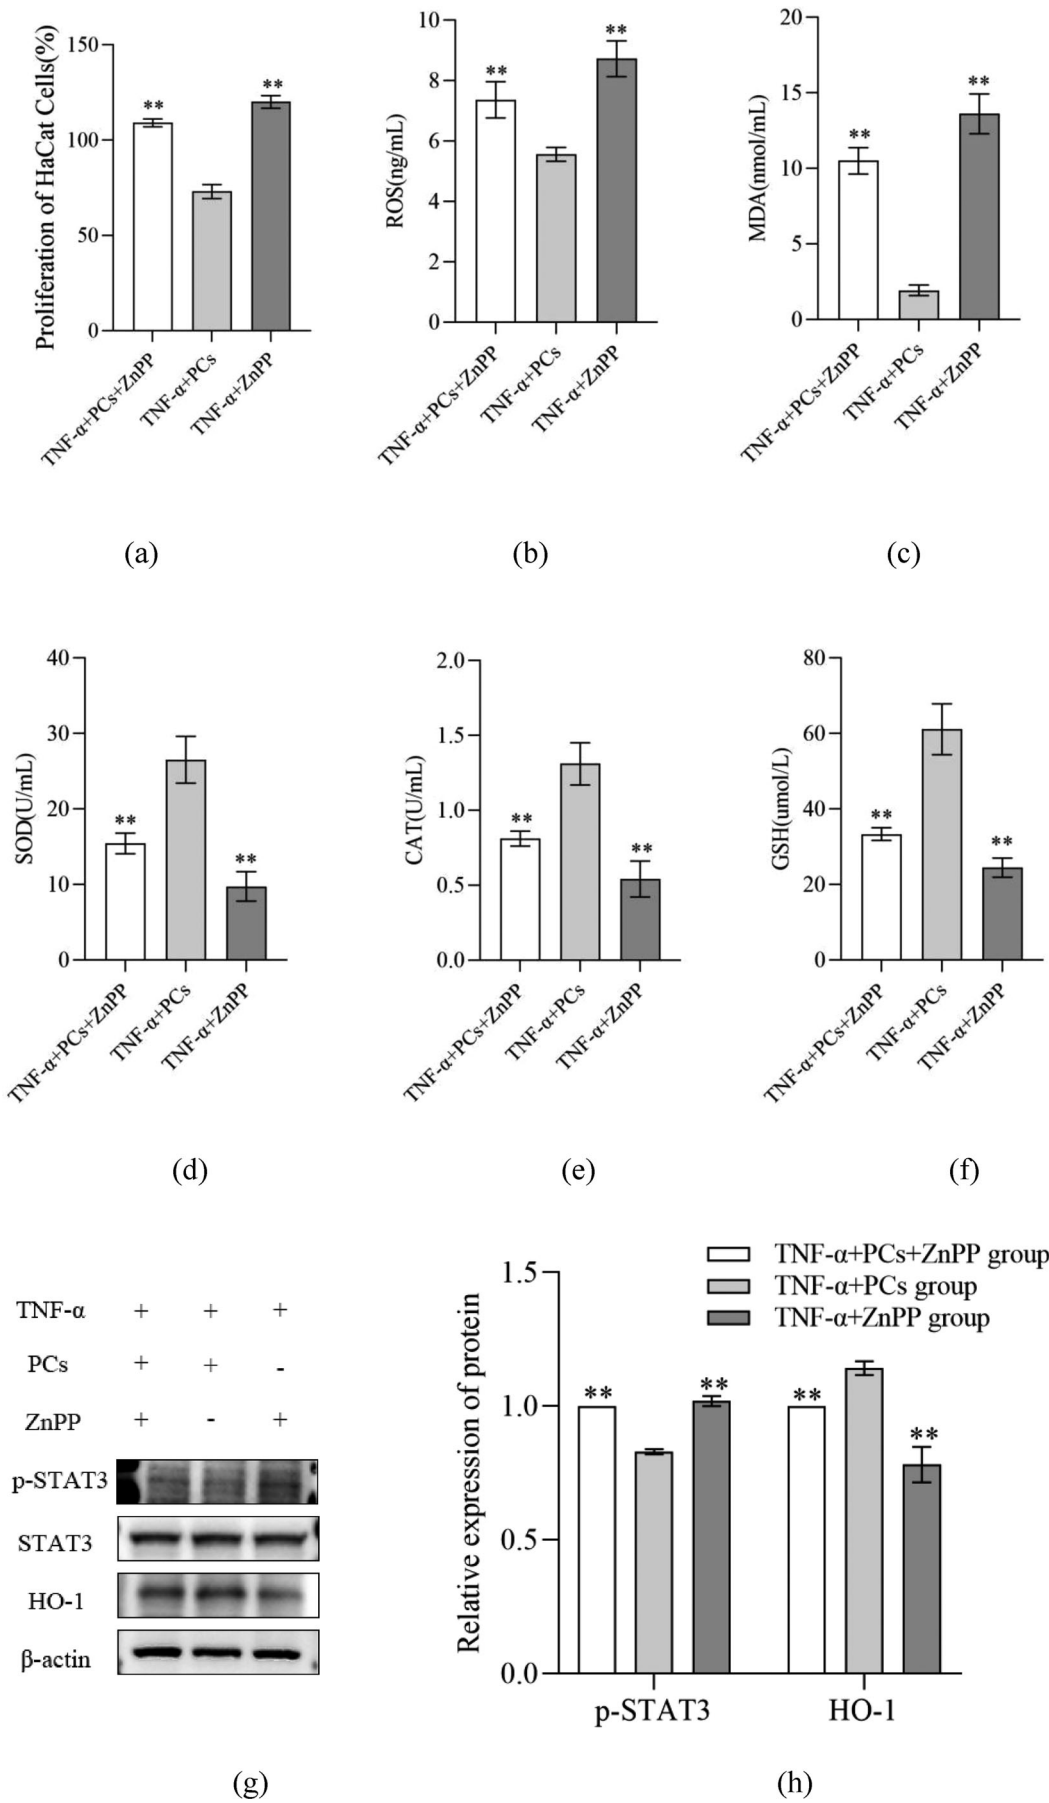 Proliferation of HaCat Cells(%)
150
100
50
0
**
**
TNF-α+PCs+ZnPP
TNF-α+PCs
TNF-α+ZnPP
(a)
ROS(ng/mL)
10
8
6
4
2
0
**
**
TNF-α+PCs+ZnPP
TNF-α+PCs
TNF-α+ZnPP
(b)
MDA(nmol/mL)
20
15
10
5
0
**
**
TNF-α+PCs+ZnPP
TNF-α+PCs
TNF-α+ZnPP
(c)
SOD(U/mL)
40
30
20
10
0
**
**
TNF-α+PCs+ZnPP
TNF-α+PCs
TNF-α+ZnPP
(d)
CAT(U/mL)
2.0
1.5
1.0
0.5
0.0
**
**
TNF-α+PCs+ZnPP
TNF-α+PCs
TNF-α+ZnPP
(e)
GSH(umol/L)
80
60
40
20
0
**
**
TNF-α+PCs+ZnPP
TNF-α+PCs
TNF-α+ZnPP
(f)
TNF-α + + +
PCs + + -
ZnPP + - +
p-STAT3
STAT3
HO-1
β-actin
(g)
TNF-α+PCs+ZnPP group
TNF-α+PCs group
TNF-α+ZnPP group
Relative expression of protein
1.5
1.0
0.5
0.0
**
**
**
**
p-STAT3
HO-1
(h)